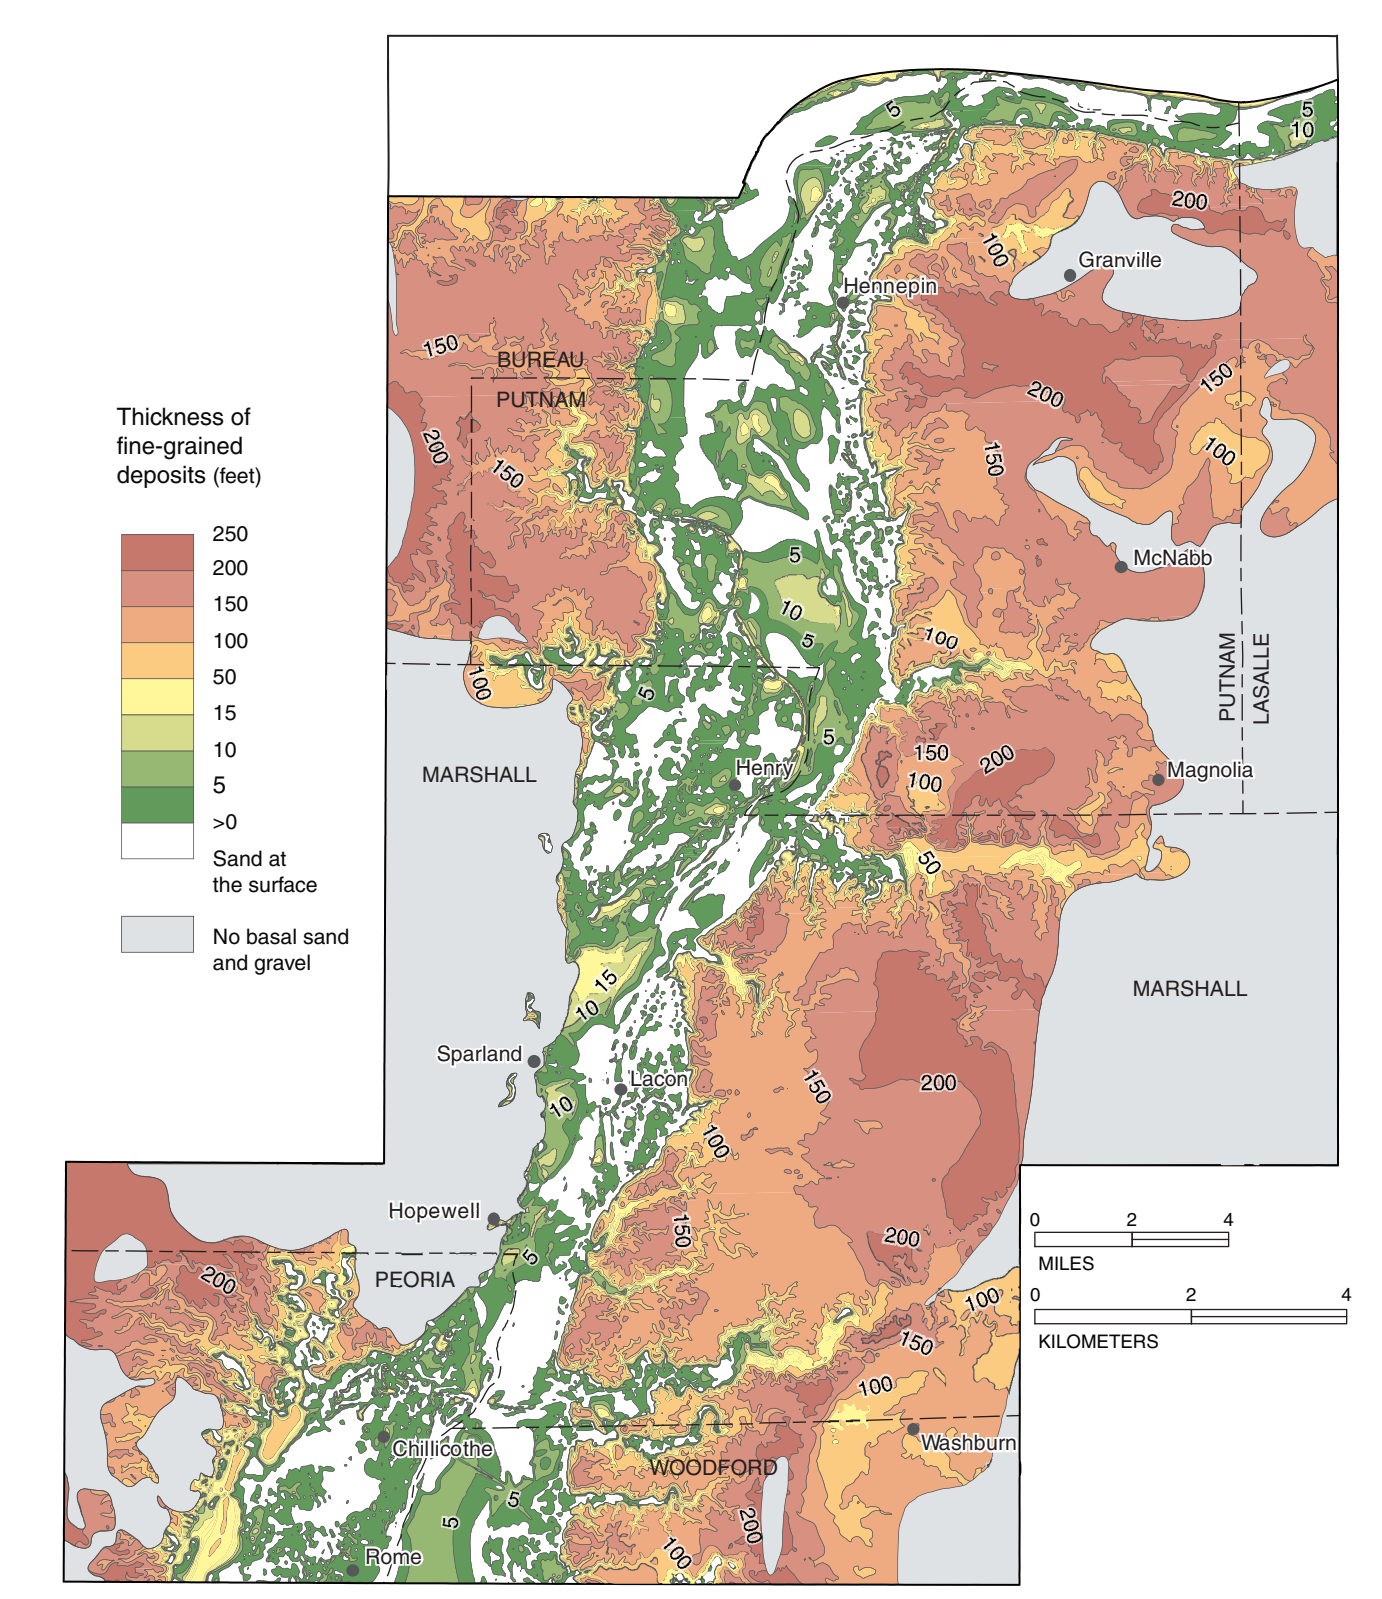 5
5
5
10
200
100
Granville
Hennepin
150
BUREAU
PUTNAM
150
200
Thickness of
fine-grained
deposits (feet)
200
150
150
100
150
250
200
150
100
50
15
10
5
>0
Sand at
the surface
No basal sand
and gravel
5
McNabb
10
5
100
PUTNAM
LASALLE
100
5
5
150
200
100
Henry
Magnolia
MARSHALL
50
15
10
MARSHALL
Sparland
Lacon
200
150
10
100
Hopewell
150
200
5
0 2 4
MILES
PEORIA
200
100
0 2 4
KILOMETERS
150
100
Chillicothe
Washburn
WOODFORD
5
5
200
100
Rome